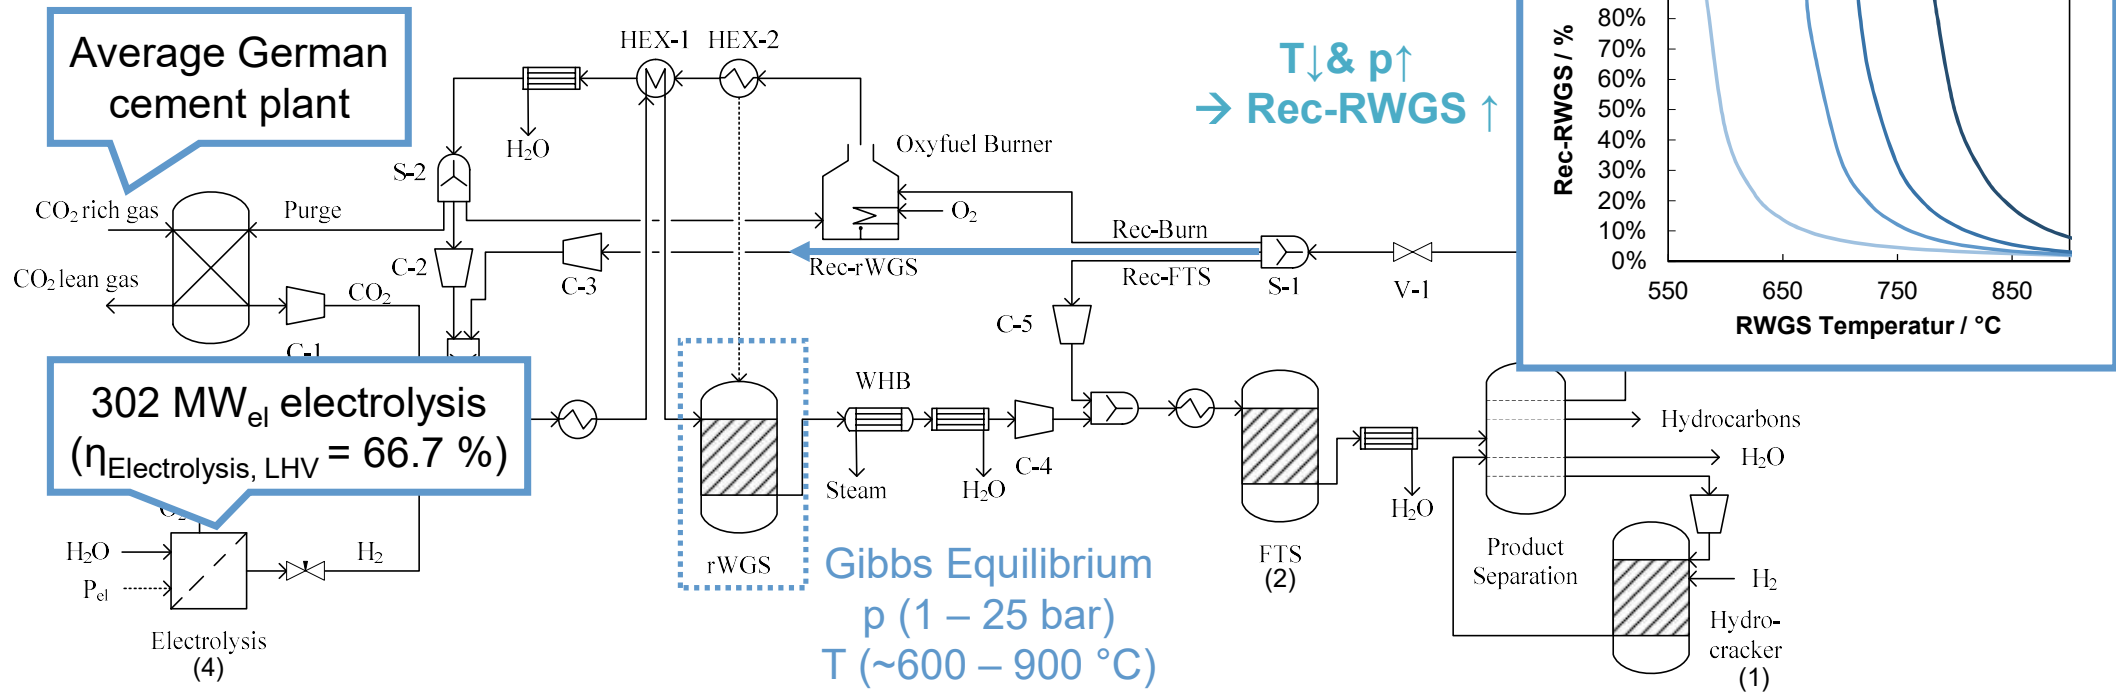 Average German
cement plant
HEX-1
HEX-2
H₂O
S-2
CO₂ rich gas
Purge
CO₂ lean gas
C-2
CO₂
C-1
C-3
Oxyfuel Burner
O₂
Rec-Burn
Rec-rWGS
Rec-FTS
S-1
V-1
C-5
T↓& p↑
→ Rec-RWGS ↑
Rec-RWGS / %
80%
70%
60%
50%
40%
30%
20%
10%
0%
550
650
750
850
RWGS Temperatur / °C
302 MWel electrolysis
(ηElectrolysis, LHV = 66.7 %)
O₂
H₂O
Pel
H₂
Electrolysis
(4)
rWGS
WHB
Steam
H₂O
C-4
Gibbs Equilibrium
p (1 – 25 bar)
T (~600 – 900 °C)
FTS
(2)
H₂O
Hydrocarbons
H₂O
Product
Separation
H₂
Hydro-
cracker
(1)